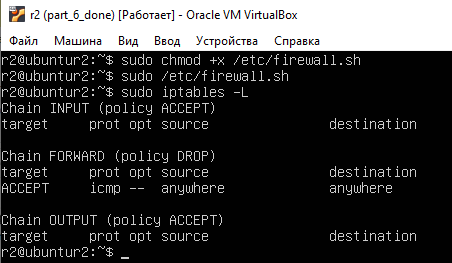 r2 (part_6_done) [Работает] - Oracle VM VirtualBox
Файл Машина Вид Ввод Устройства Справка
r2@ubuntur2:~$ sudo chmod +x /etc/firewall.sh
r2@ubuntur2:~$ sudo /etc/firewall.sh
r2@ubuntur2:~$ sudo iptables -L
Chain INPUT (policy ACCEPT)
target     prot opt source               destination

Chain FORWARD (policy DROP)
target     prot opt source               destination
ACCEPT     icmp --  anywhere             anywhere

Chain OUTPUT (policy ACCEPT)
target     prot opt source               destination
r2@ubuntur2:~$ _